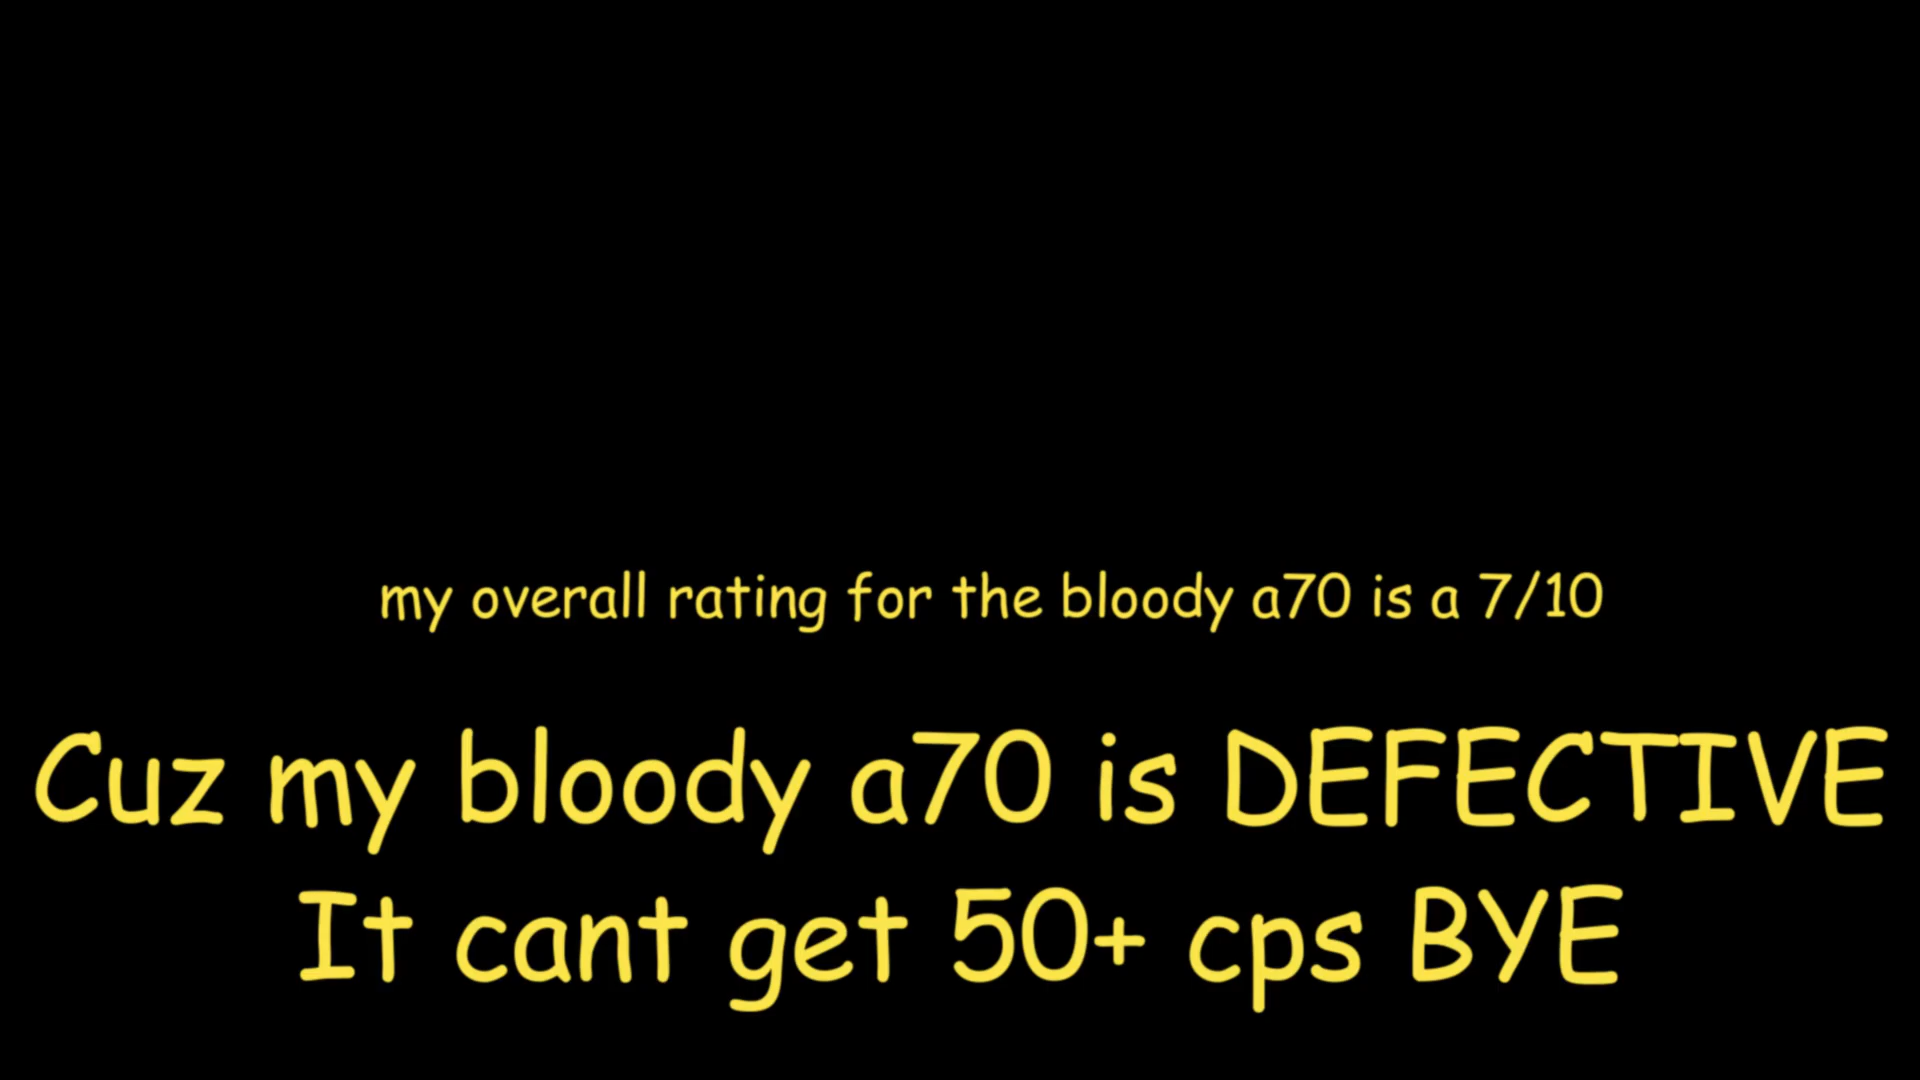 my overall rating for the bloody a70 is a 7/10
Cuz my bloody a70 is DEFECTIVE
It cant get 50+ cps BYE